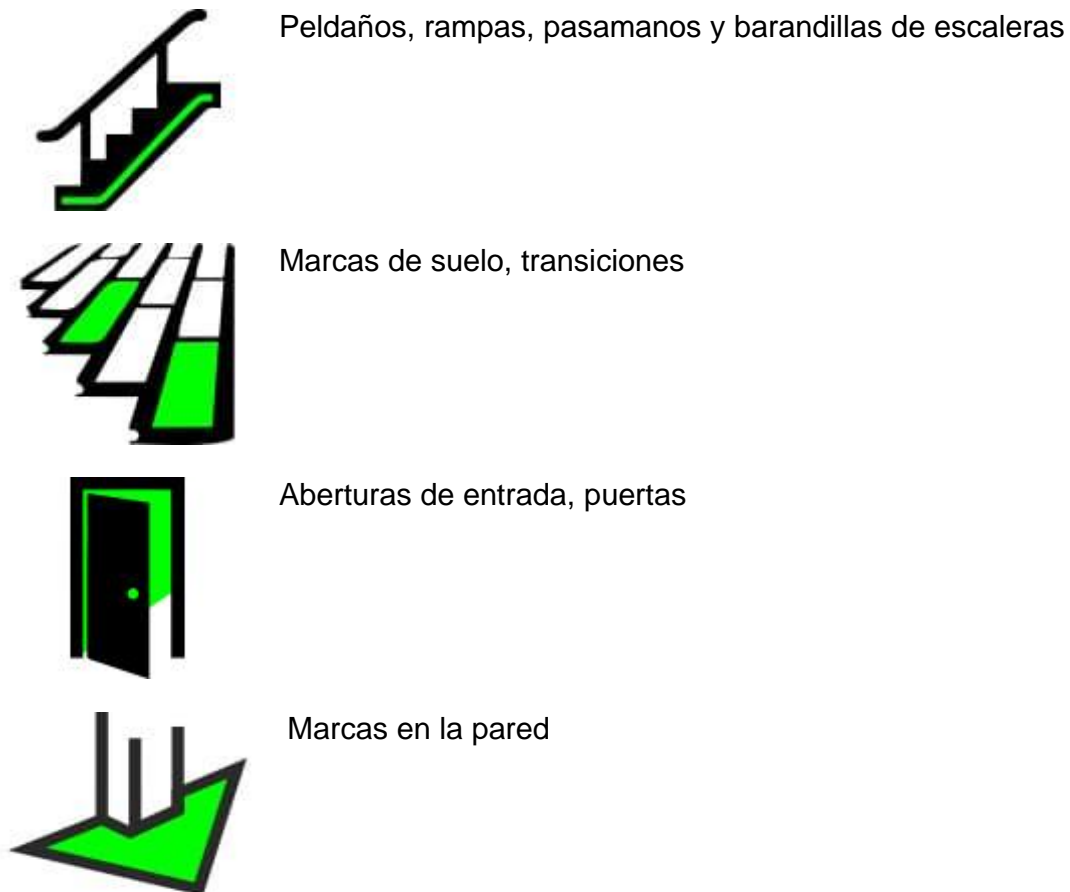 Peldaños, rampas, pasamanos y barandillas de escaleras
Marcas de suelo, transiciones
Aberturas de entrada, puertas
Marcas en la pared